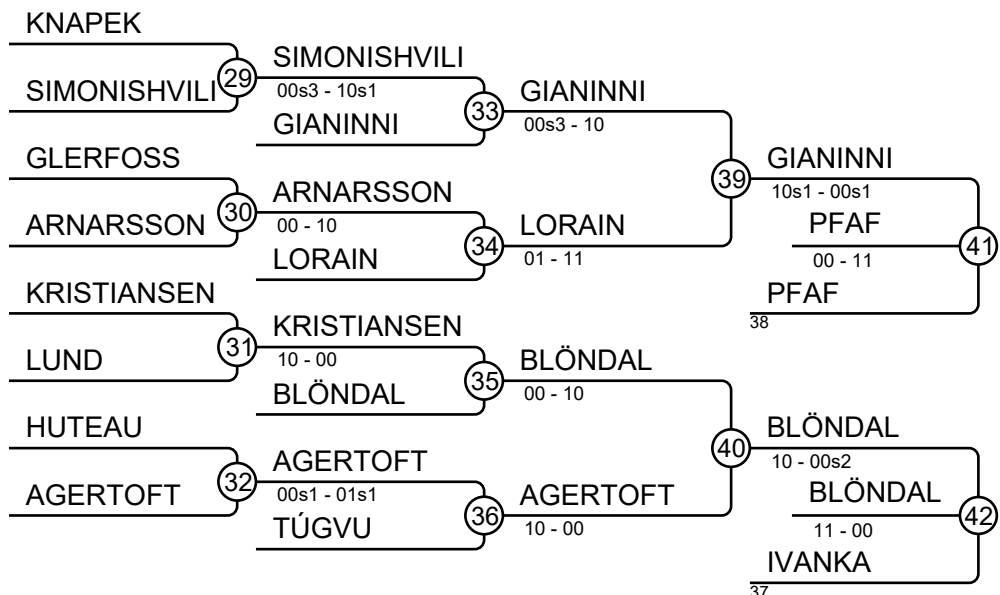 KNAPEK
SIMONISHVILI
29
SIMONISHVILI
00s3 - 10s1
GIANINNI
33
GIANINNI
00s3 - 10
GLERFOSS
ARNARSSON
30
ARNARSSON
00 - 10
LORAIN
34
LORAIN
01 - 11
39
GIANINNI
10s1 - 00s1
PFAF
00 - 11
PFAF
38
41
KRISTIANSEN
LUND
31
KRISTIANSEN
10 - 00
BLÖNDAL
35
BLÖNDAL
00 - 10
HUTEAU
AGERTOFT
32
AGERTOFT
00s1 - 01s1
TÚGVU
36
AGERTOFT
10 - 00
40
BLÖNDAL
10 - 00s2
BLÖNDAL
11 - 00
IVANKA
37
42